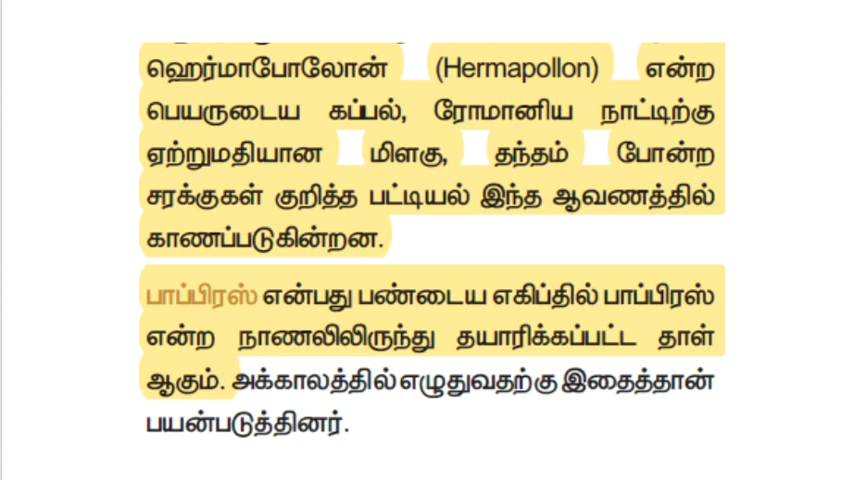 ஹெர்மாபோலோன் (Hermapollon) என்ற
பெயருடைய கப்பல், ரோமானிய நாட்டிற்கு
ஏற்றுமதியான மிளகு, தந்தம் போன்ற
சரக்குகள் குறித்த பட்டியல் இந்த ஆவணத்தில்
காணப்படுகின்றன.
பாப்பிரஸ் என்பது பண்டைய எகிப்தில் பாப்பிரஸ்
என்ற நாணலிலிருந்து தயாரிக்கப்பட்ட தாள்
ஆகும். அக்காலத்தில் எழுதுவதற்கு இதைத்தான்
பயன்படுத்தினர்.